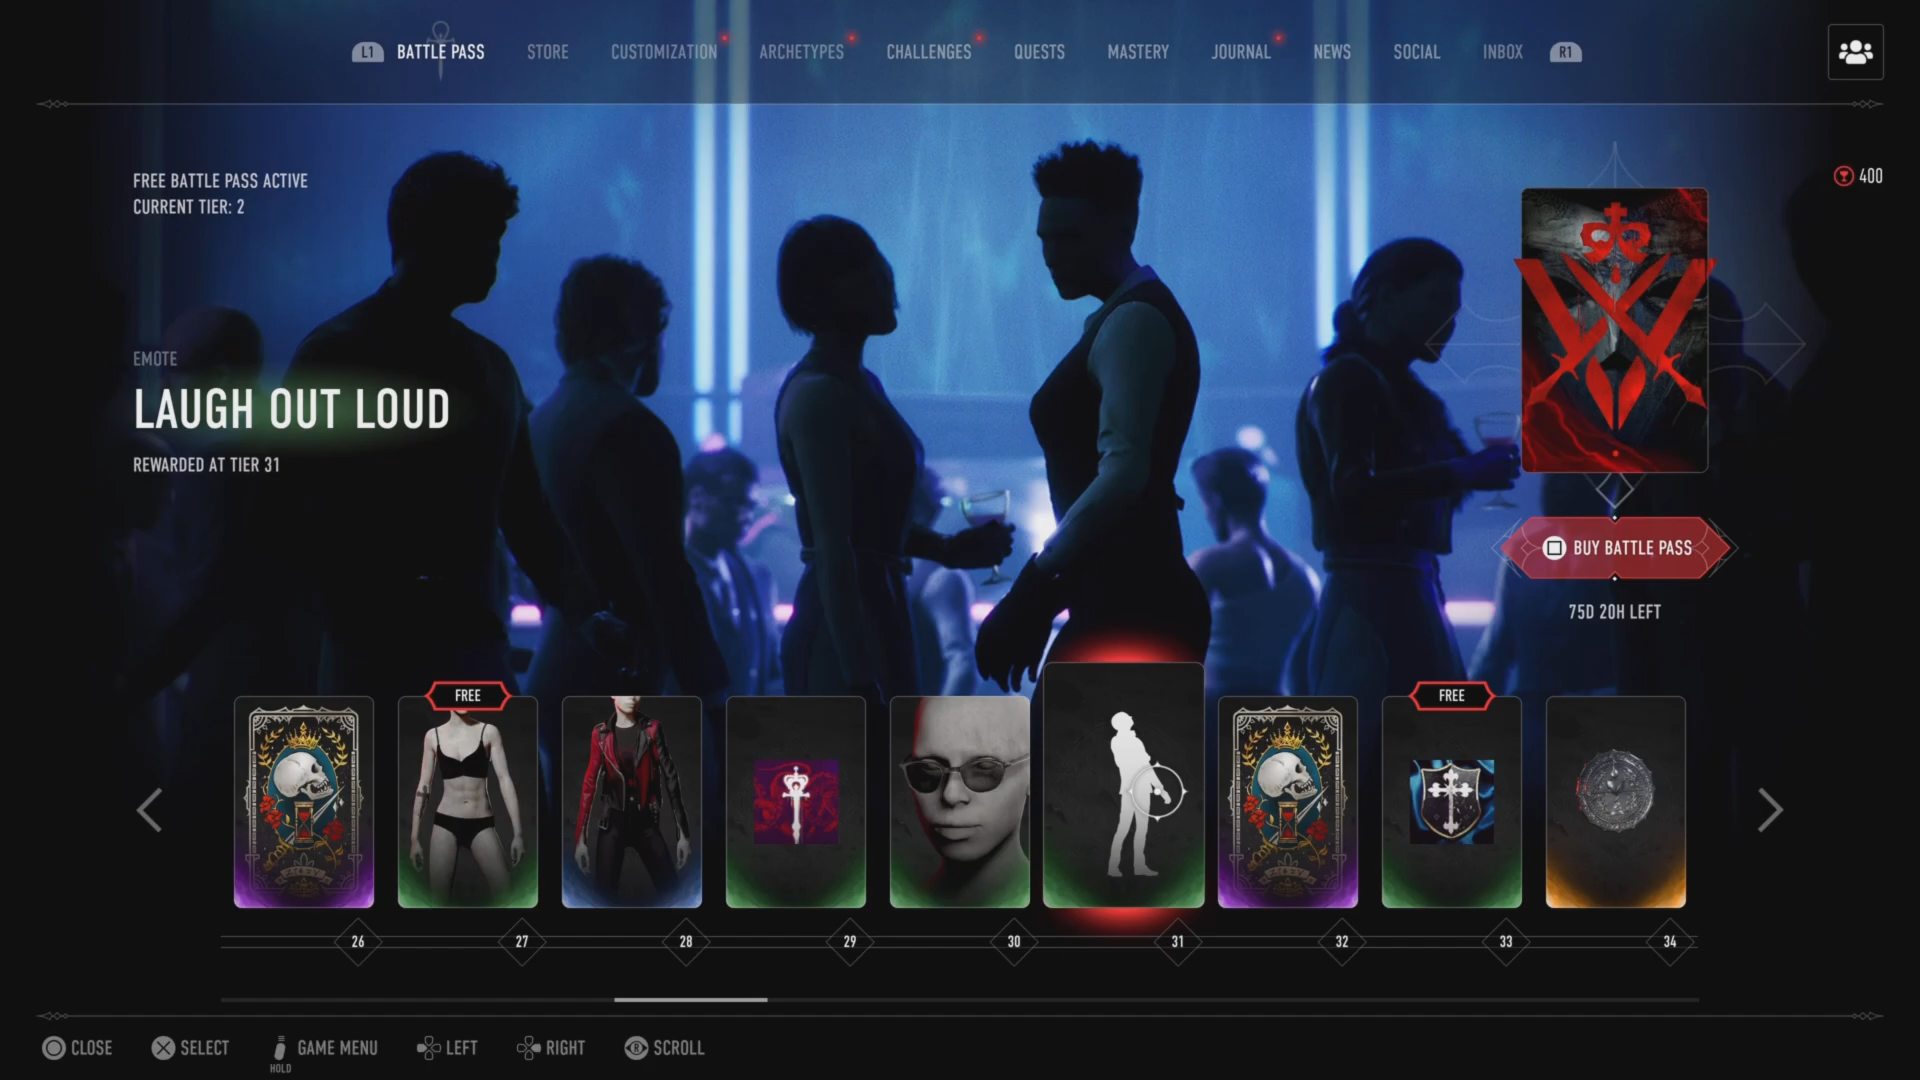 L1 BATTLE PASS STORE CUSTOMIZATION ARCHETYPES CHALLENGES QUESTS MASTERY JOURNAL NEWS SOCIAL INBOX R1
FREE BATTLE PASS ACTIVE
CURRENT TIER: 2
400
EMOTE
LAUGH OUT LOUD
REWARDED AT TIER 31
BUY BATTLE PASS
75D 20H LEFT
FREE
FREE
26 27 28 29 30 31 32 33 34
CLOSE SELECT GAME MENU LEFT RIGHT R SCROLL
HOLD